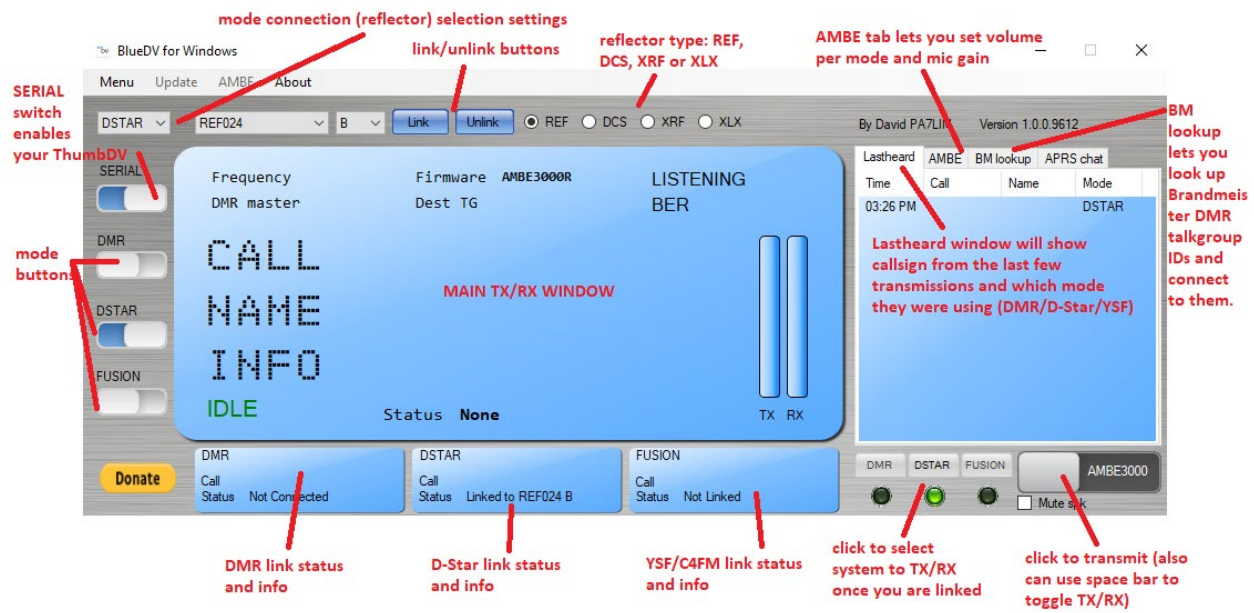 mode connection (reflector) selection settings
link/unlink buttons
reflector type: REF,
DCS, XRF or XLX
AMBE tab lets you set volume
per mode and mic gain
BlueDV for Windows
Menu Update AMBE About
SERIAL
switch
enables
your ThumbDV
DSTAR REF024 B Link Unlink REF DCS XRF XLX
By David PA7LIM Version 1.0.0.9612
BM
lookup
lets you
look up
Brandmeis
ter DMR
talkgroup
IDs and
connect
to them.
Lastheard AMBE BM lookup APRS chat
Time Call Name Mode
03:26 PM DSTAR
Lastheard window will show
callsign from the last few
transmissions and which mode
they were using (DMR/D-Star/YSF)
SERIAL
DMR
mode
buttons
DSTAR
FUSION
Frequency Firmware AMBE3000R LISTENING
DMR master Dest TG BER
CALL
NAME
INFO
MAIN TX/RX WINDOW
IDLE Status None TX RX
Donate
DMR
Call
Status Not Connected
DSTAR
Call
Status Linked to REF024 B
FUSION
Call
Status Not Linked
DMR DSTAR FUSION AMBE3000
Mute spk
DMR link status
and info
D-Star link status
and info
YSF/C4FM link status
and info
click to select
system to TX/RX
once you are linked
click to transmit (also
can use space bar to
toggle TX/RX)